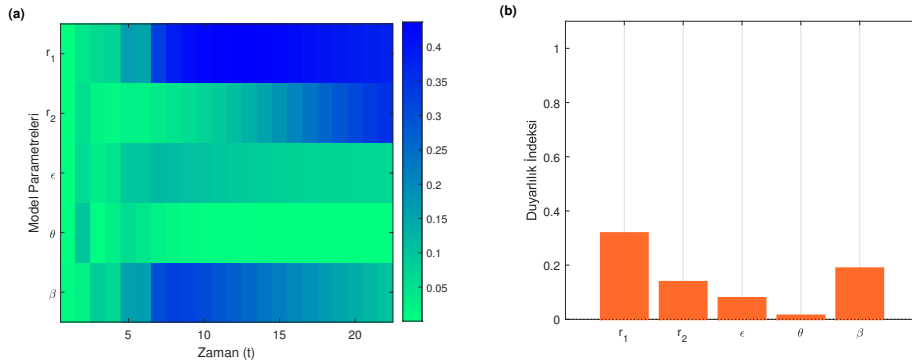 (a)
Model Parametreleri
r1
r2
ϵ
θ
β
5
10
15
20
Zaman (t)
0.4
0.35
0.3
0.25
0.2
0.15
0.1
0.05
(b)
Duyarlılık İndeksi
1
0.8
0.6
0.4
0.2
0
r1
r2
ϵ
θ
β